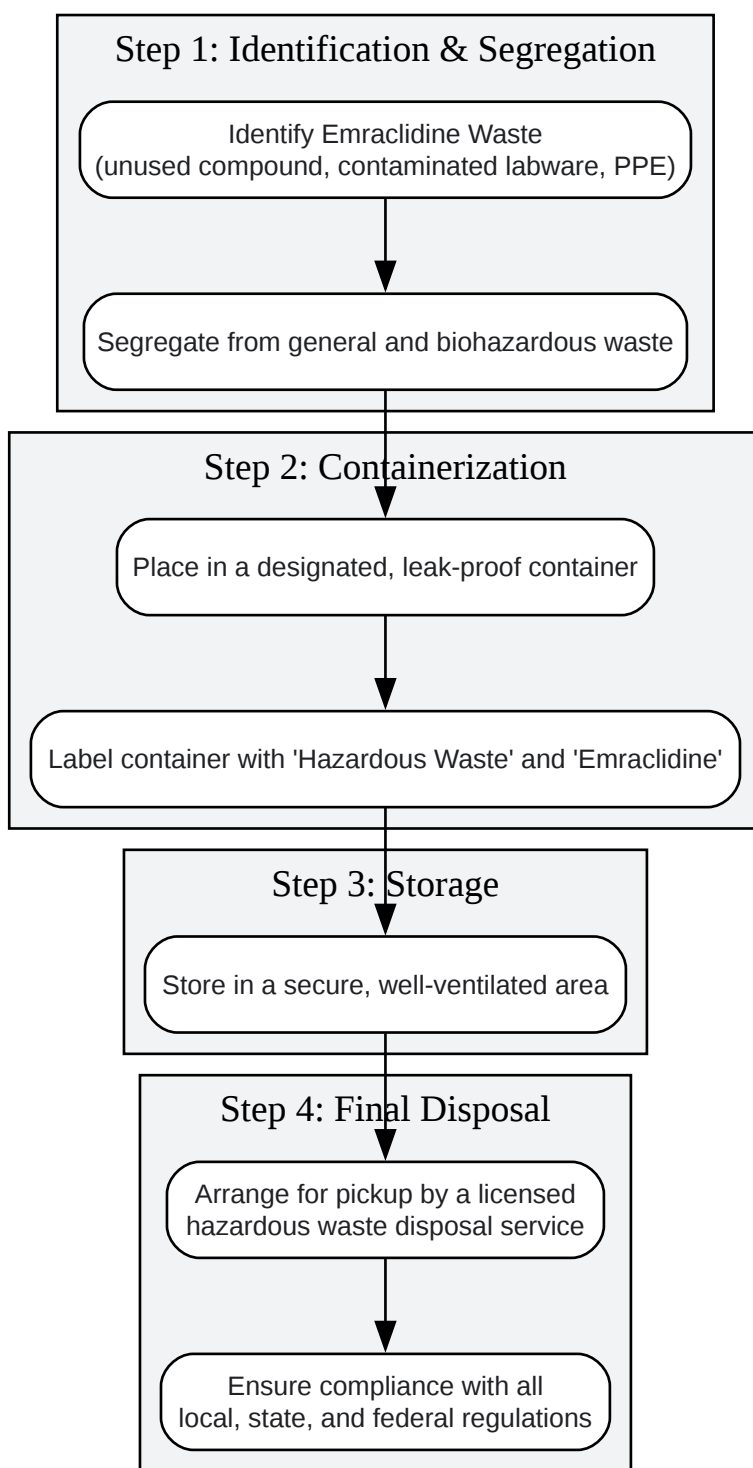 Step 1: Identification & Segregation
Identify Emraclidine Waste
(unused compound, contaminated labware, PPE)
Segregate from general and biohazardous waste
Step 2: Containerization
Place in a designated, leak-proof container
Label container with 'Hazardous Waste' and 'Emraclidine'
Step 3: Storage
Store in a secure, well-ventilated area
Step 4: Final Disposal
Arrange for pickup by a licensed
hazardous waste disposal service
Ensure compliance with all
local, state, and federal regulations